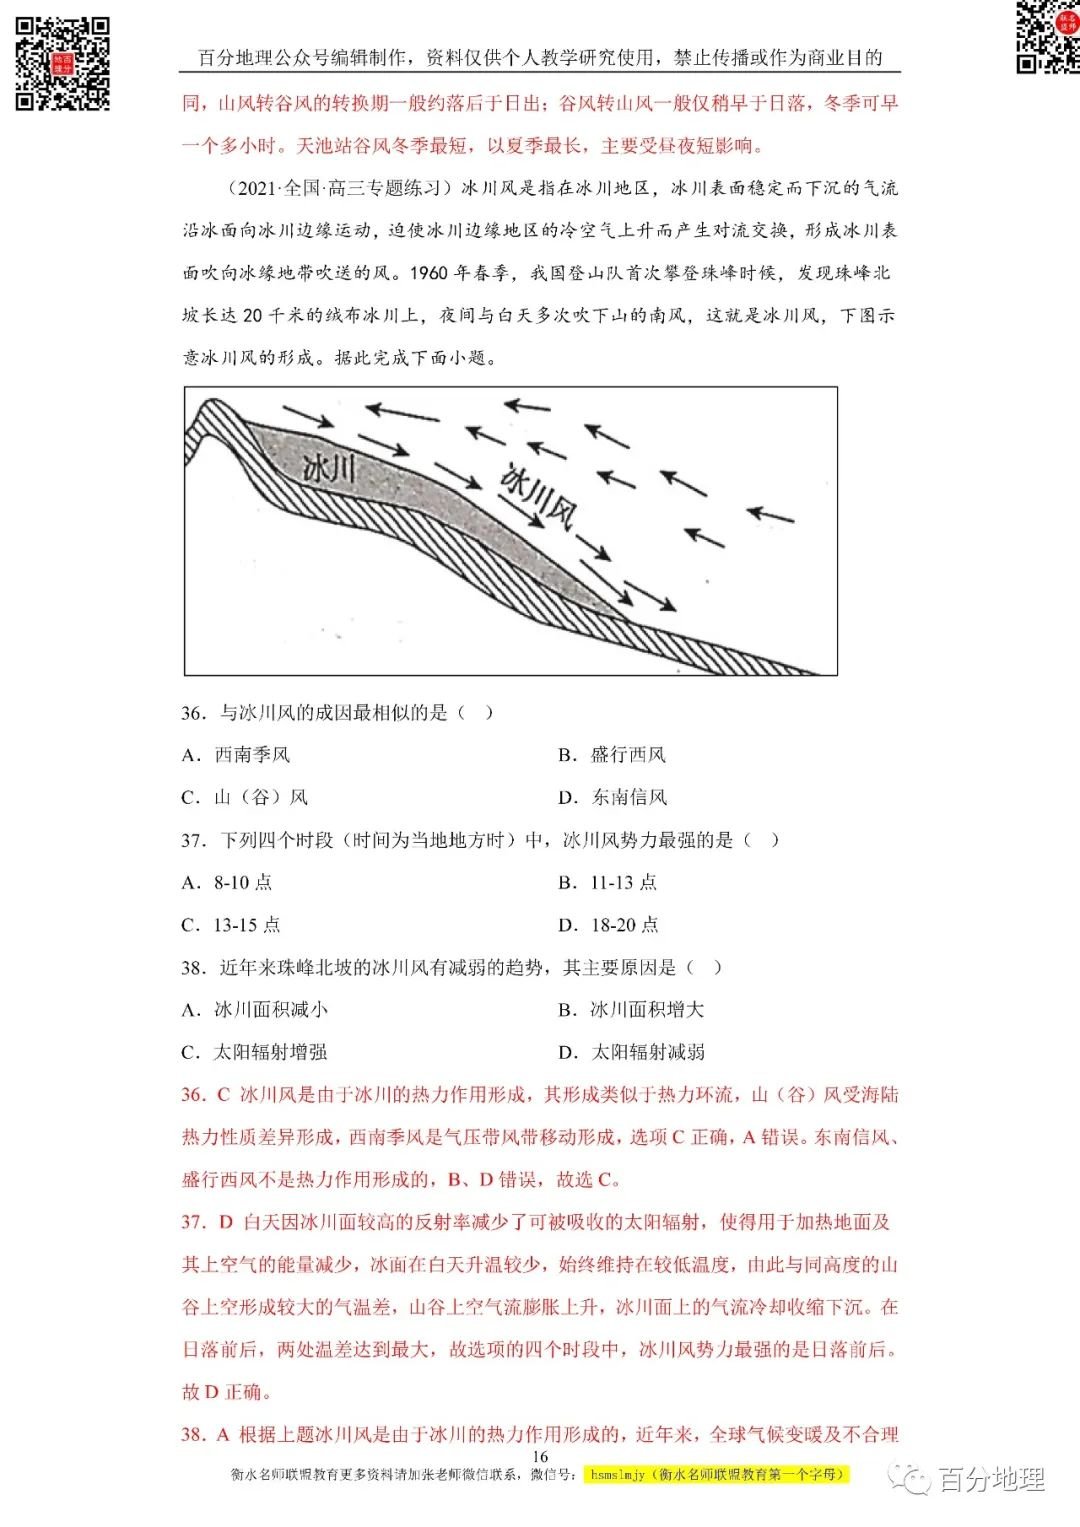 百分地理公众号编辑制作，资料仅供个人教学研究使用，禁止传播或作为商业目的
同，山风转谷风的转换期一般约落后于日出；谷风转山风一般仅稍早于日落，冬季可早
一个多小时。天池站谷风冬季最短，以夏季最长，主要受昼夜短影响。
（2021·全国·高三专题练习）冰川风是指在冰川地区，冰川表面稳定而下沉的气流
沿冰面向冰川边缘运动，迫使冰川边缘地区的冷空气上升而产生对流交换，形成冰川表
面吹向冰缘地带吹送的风。1960 年春季，我国登山队首次攀登珠峰时候，发现珠峰北
坡长达 20 千米的绒布冰川上，夜间与白天多次吹下山的南风，这就是冰川风，下图示
意冰川风的形成。据此完成下面小题。
冰川
冰川风
36．与冰川风的成因最相似的是（　）
A．西南季风 B．盛行西风
C．山（谷）风 D．东南信风
37．下列四个时段（时间为当地地方时）中，冰川风势力最强的是（　）
A．8-10 点 B．11-13 点
C．13-15 点 D．18-20 点
38．近年来珠峰北坡的冰川风有减弱的趋势，其主要原因是（　）
A．冰川面积减小 B．冰川面积增大
C．太阳辐射增强 D．太阳辐射减弱
36．C 冰川风是由于冰川的热力作用形成，其形成类似于热力环流，山（谷）风受海陆
热力性质差异形成，西南季风是气压带风带移动形成，选项 C 正确，A 错误。东南信风、
盛行西风不是热力作用形成的，B、D 错误，故选 C。
37．D 白天因冰川面较高的反射率减少了可被吸收的太阳辐射，使得用于加热地面及
其上空气的能量减少，冰面在白天升温较少，始终维持在较低温度，由此与同高度的山
谷上空形成较大的气温差，山谷上空气流膨胀上升，冰川面上的气流冷却收缩下沉。在
日落前后，两处温差达到最大，故选项的四个时段中，冰川风势力最强的是日落前后。
故 D 正确。
38．A 根据上题冰川风是由于冰川的热力作用形成的，近年来，全球气候变暖及不合理
16
衡水名师联盟教育更多资料请加张老师微信联系，微信号： hsmslmjy（衡水名师联盟教育第一个字母）
百分地理